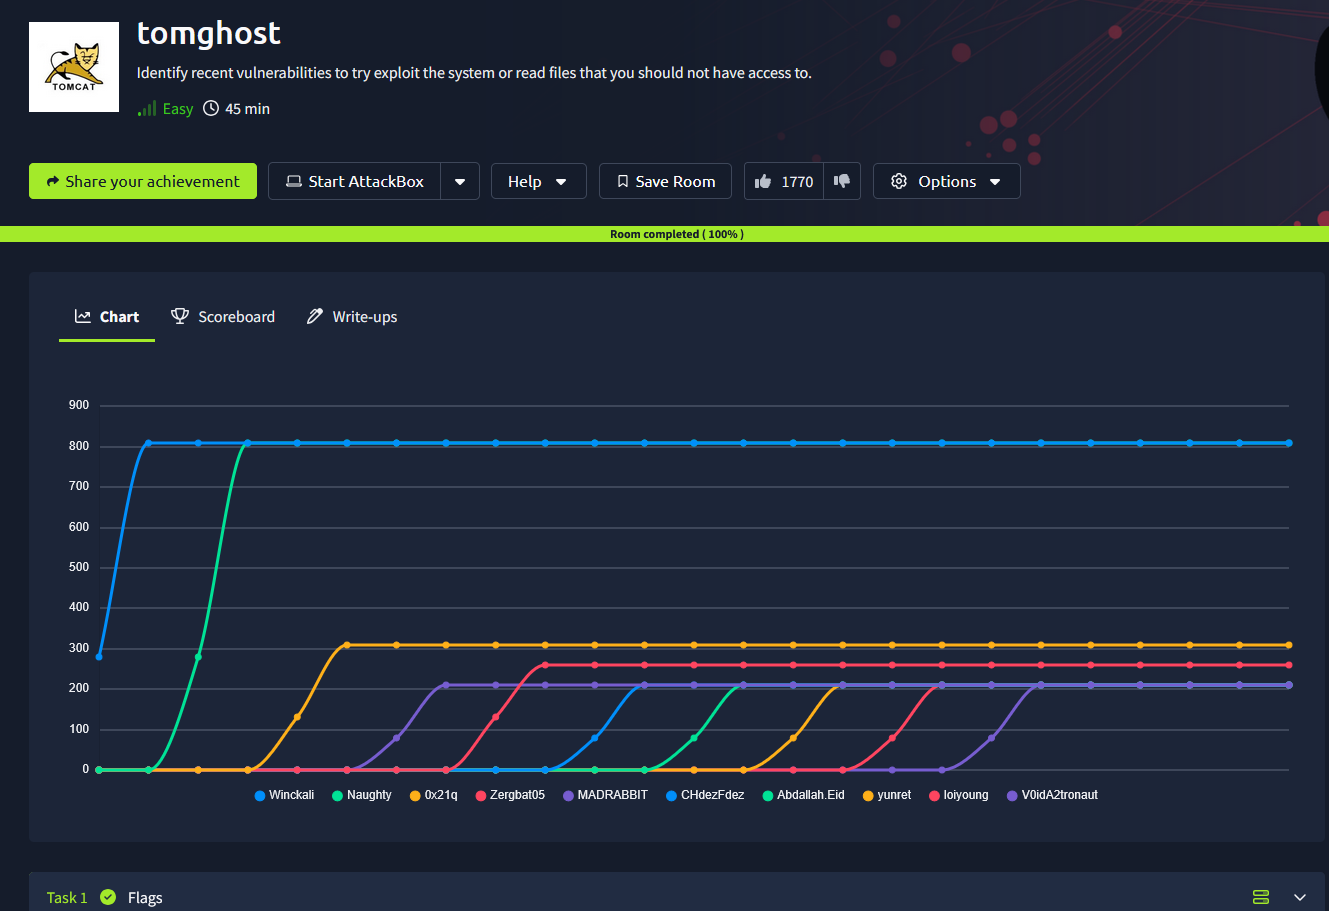 tomghost
TOMCAT
Identify recent vulnerabilities to try exploit the system or read files that you should not have access to.
Easy 45 min
Share your achievement Start AttackBox Help Save Room 1770 Options
Room completed ( 100% )
Chart Scoreboard Write-ups
900
800
700
600
500
400
300
200
100
0
Winckali Naughty 0x21q Zergbat05 MADRABBIT CHdezFdez Abdallah.Eid yunret loiyoung V0idA2tronaut
Task 1 Flags